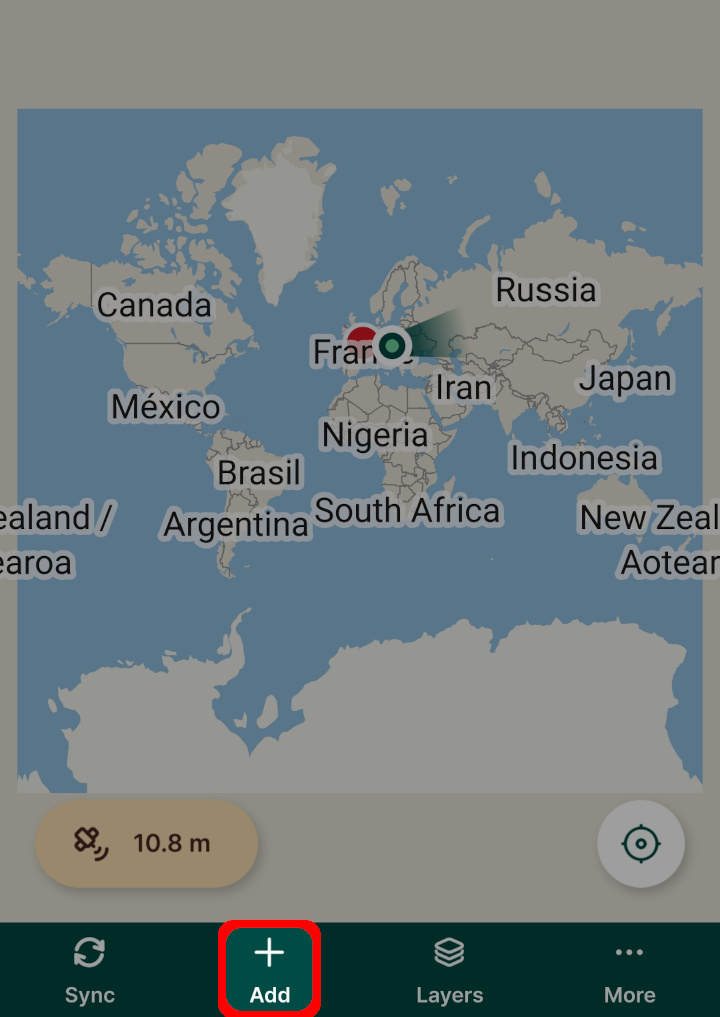 Canada
Russia
Fran
Iran
Japan
México
Nigeria
Indonesia
Brasil
South Africa
Argentina
ealand /
earoa
New Zeal
Aotear
10.8 m
Sync
Add
Layers
More